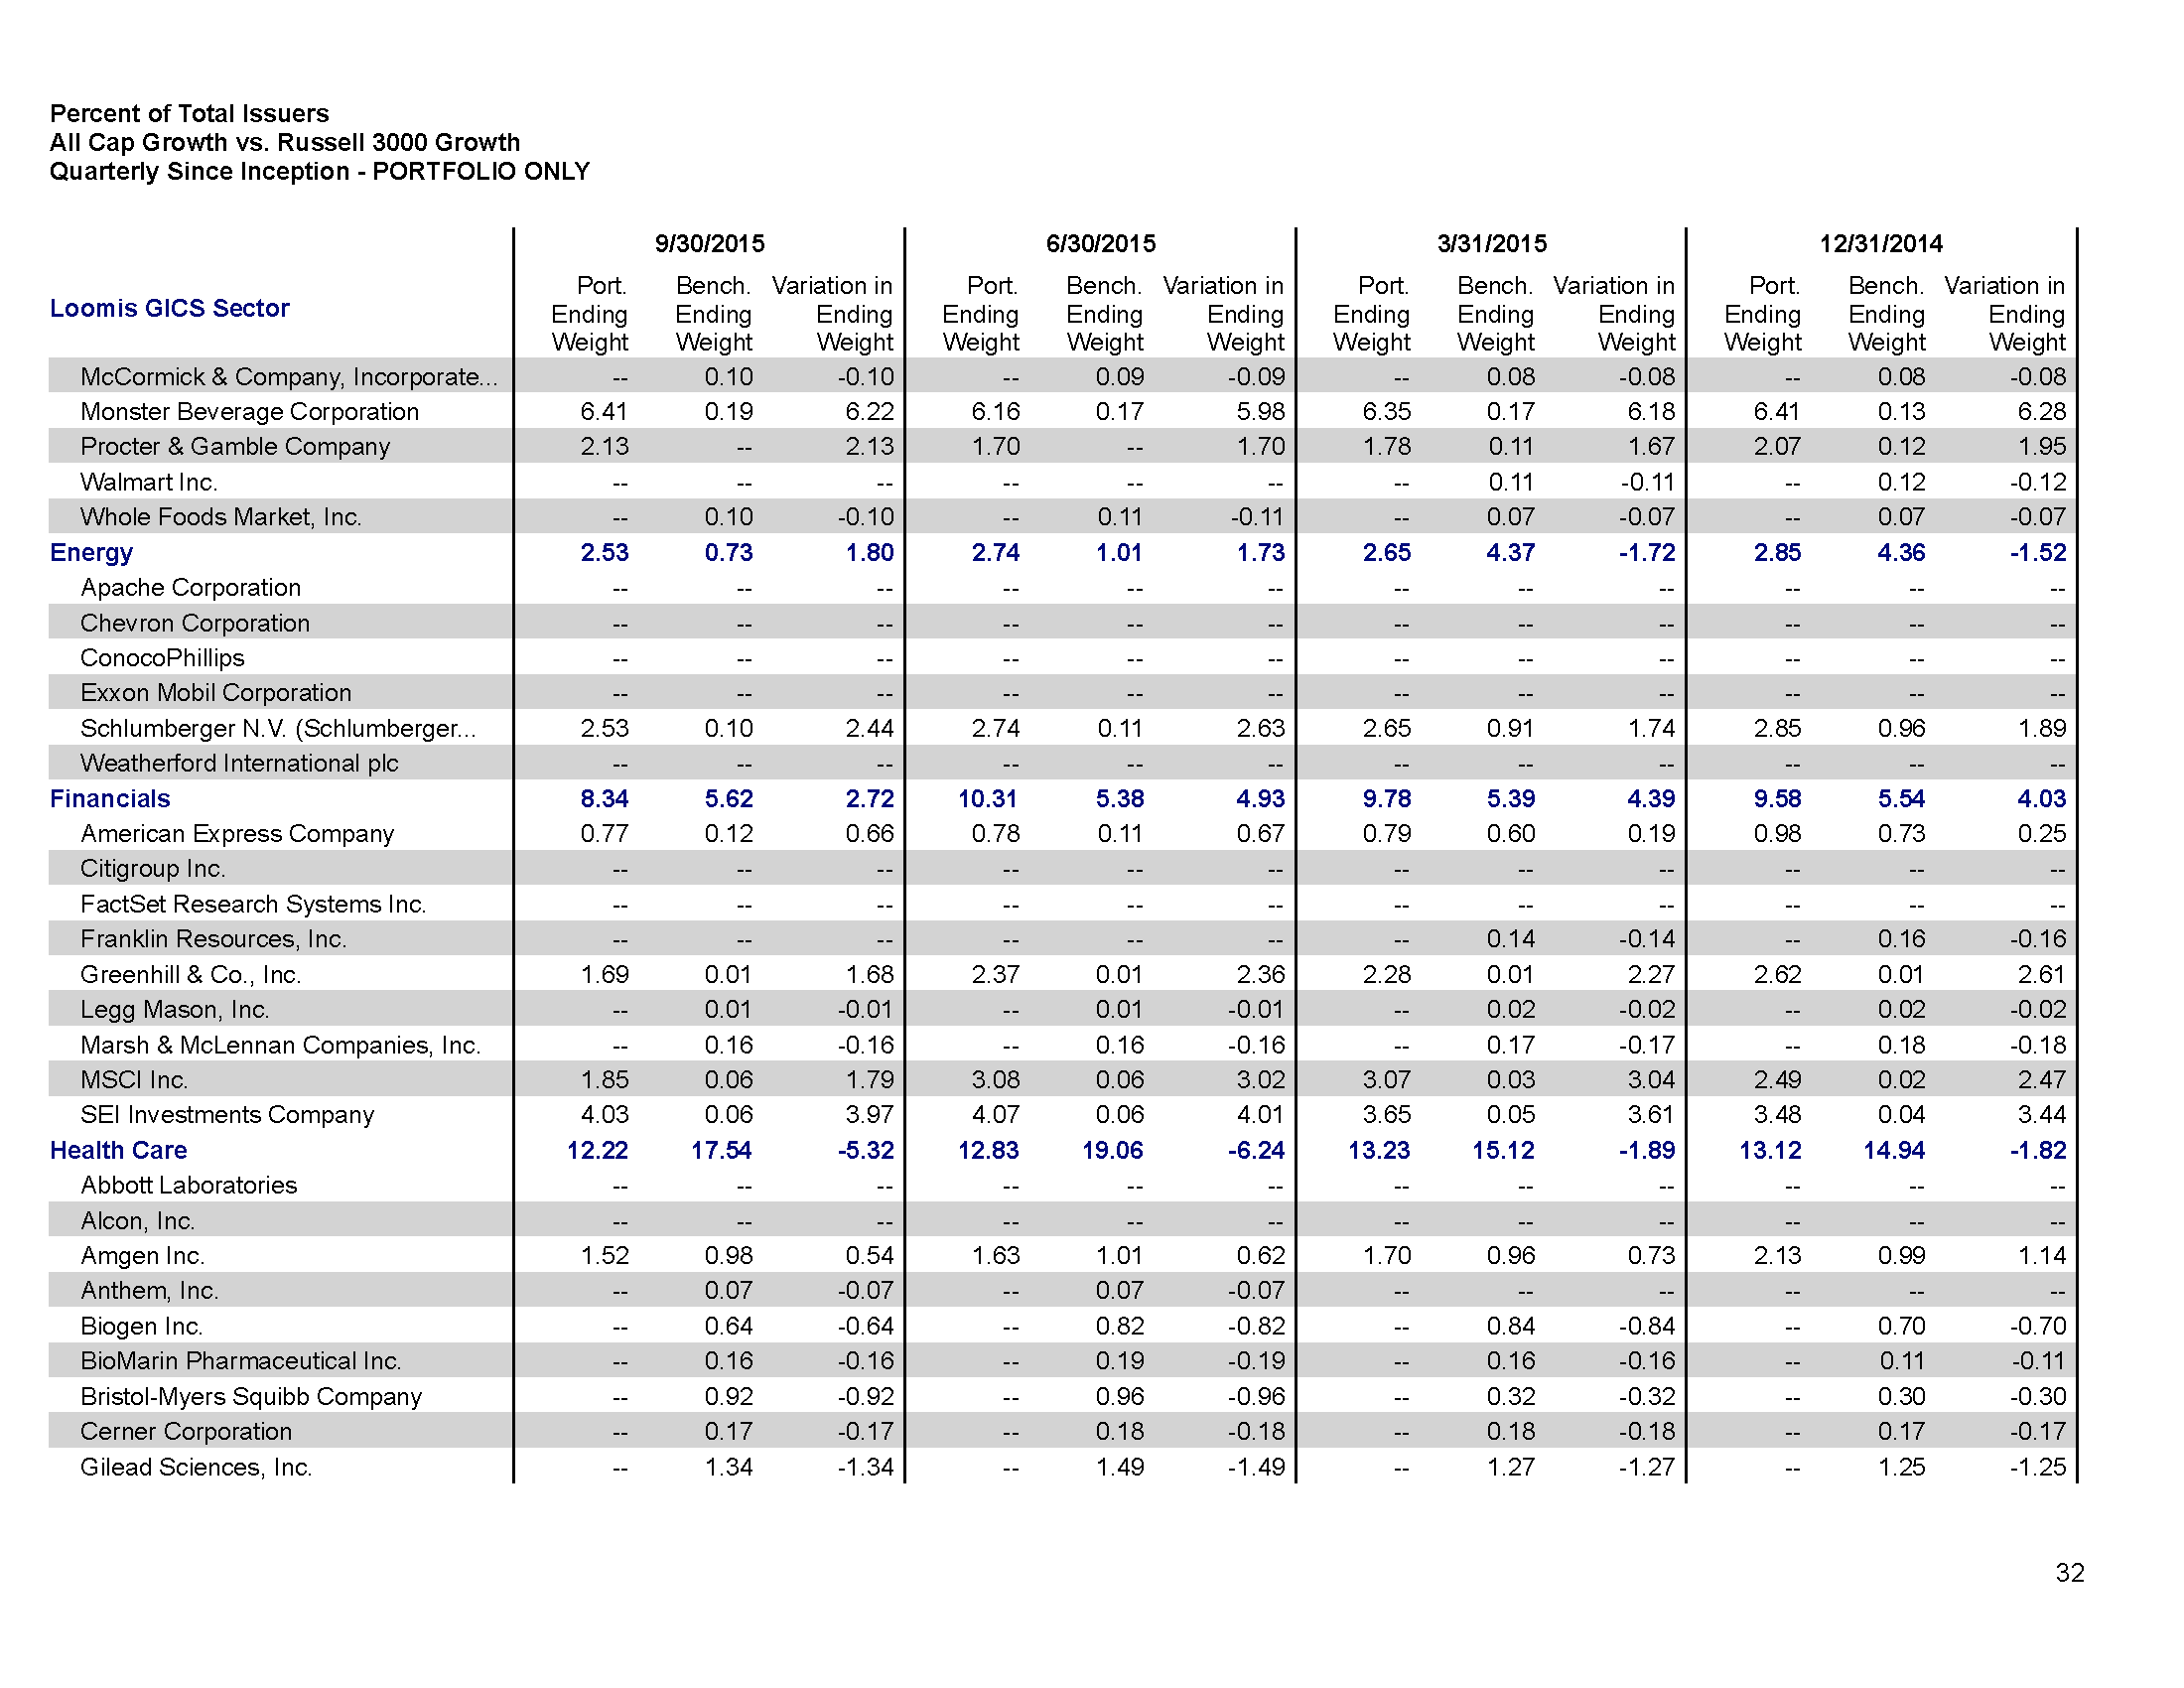 Percent of Total Issuers
All Cap Growth vs. Russell 3000 Growth
Quarterly Since Inception - PORTFOLIO ONLY
9/30/2015 6/30/2015 3/31/2015 12/31/2014
Port. Bench. Variation in Port. Bench. Variation in Port. Bench. Variation in Port. Bench. Variation in
Loomis GICS Sector Ending Ending Ending Ending Ending Ending Ending Ending Ending Ending Ending Ending
Weight Weight Weight Weight Weight Weight Weight Weight Weight Weight Weight Weight
McCormick & Company, Incorporate... -- 0.10 -0.10 -- 0.09 -0.09 -- 0.08 -0.08 -- 0.08 -0.08
Monster Beverage Corporation 6.41 0.19 6.22 6.16 0.17 5.98 6.35 0.17 6.18 6.41 0.13 6.28
Procter & Gamble Company 2.13 -- 2.13 1.70 -- 1.70 1.78 0.11 1.67 2.07 0.12 1.95
Walmart Inc. -- -- -- -- -- -- -- 0.11 -0.11 -- 0.12 -0.12
Whole Foods Market, Inc. -- 0.10 -0.10 -- 0.11 -0.11 -- 0.07 -0.07 -- 0.07 -0.07
Energy 2.53 0.73 1.80 2.74 1.01 1.73 2.65 4.37 -1.72 2.85 4.36 -1.52
Apache Corporation -- -- -- -- -- -- -- -- -- -- -- --
Chevron Corporation -- -- -- -- -- -- -- -- -- -- -- --
ConocoPhillips -- -- -- -- -- -- -- -- -- -- -- --
Exxon Mobil Corporation -- -- -- -- -- -- -- -- -- -- -- --
Schlumberger N.V. (Schlumberger... 2.53 0.10 2.44 2.74 0.11 2.63 2.65 0.91 1.74 2.85 0.96 1.89
Weatherford International plc -- -- -- -- -- -- -- -- -- -- -- --
Financials 8.34 5.62 2.72 10.31 5.38 4.93 9.78 5.39 4.39 9.58 5.54 4.03
American Express Company 0.77 0.12 0.66 0.78 0.11 0.67 0.79 0.60 0.19 0.98 0.73 0.25
Citigroup Inc. -- -- -- -- -- -- -- -- -- -- -- --
FactSet Research Systems Inc. -- -- -- -- -- -- -- -- -- -- -- --
Franklin Resources, Inc. -- -- -- -- -- -- -- 0.14 -0.14 -- 0.16 -0.16
Greenhill & Co., Inc. 1.69 0.01 1.68 2.37 0.01 2.36 2.28 0.01 2.27 2.62 0.01 2.61
Legg Mason, Inc. -- 0.01 -0.01 -- 0.01 -0.01 -- 0.02 -0.02 -- 0.02 -0.02
Marsh & McLennan Companies, Inc. -- 0.16 -0.16 -- 0.16 -0.16 -- 0.17 -0.17 -- 0.18 -0.18
MSCI Inc. 1.85 0.06 1.79 3.08 0.06 3.02 3.07 0.03 3.04 2.49 0.02 2.47
SEI Investments Company 4.03 0.06 3.97 4.07 0.06 4.01 3.65 0.05 3.61 3.48 0.04 3.44
Health Care 12.22 17.54 -5.32 12.83 19.06 -6.24 13.23 15.12 -1.89 13.12 14.94 -1.82
Abbott Laboratories -- -- -- -- -- -- -- -- -- -- -- --
Alcon, Inc. -- -- -- -- -- -- -- -- -- -- -- --
Amgen Inc. 1.52 0.98 0.54 1.63 1.01 0.62 1.70 0.96 0.73 2.13 0.99 1.14
Anthem, Inc. -- 0.07 -0.07 -- 0.07 -0.07 -- -- -- -- -- --
Biogen Inc. -- 0.64 -0.64 -- 0.82 -0.82 -- 0.84 -0.84 -- 0.70 -0.70
BioMarin Pharmaceutical Inc. -- 0.16 -0.16 -- 0.19 -0.19 -- 0.16 -0.16 -- 0.11 -0.11
Bristol-Myers Squibb Company -- 0.92 -0.92 -- 0.96 -0.96 -- 0.32 -0.32 -- 0.30 -0.30
Cerner Corporation -- 0.17 -0.17 -- 0.18 -0.18 -- 0.18 -0.18 -- 0.17 -0.17
Gilead Sciences, Inc. -- 1.34 -1.34 -- 1.49 -1.49 -- 1.27 -1.27 -- 1.25 -1.25
32